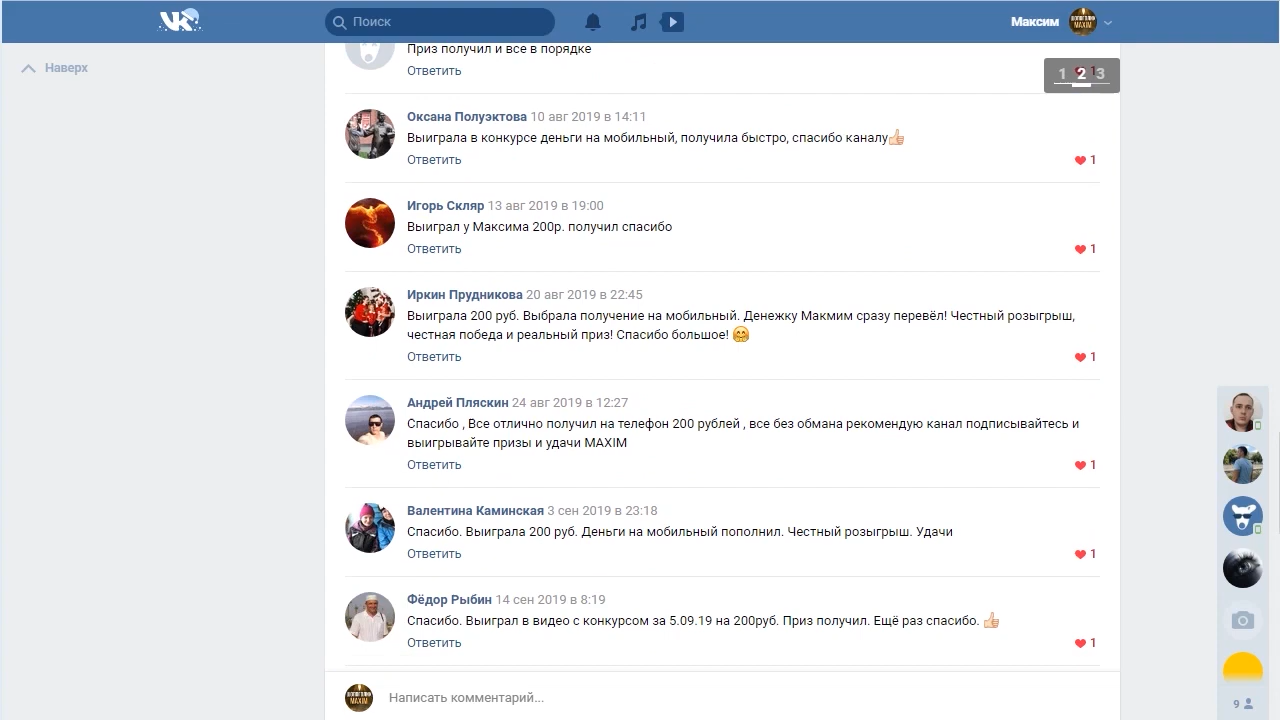 VK
Поиск
Максим
Наверх
Приз получил и все в порядке
Ответить
1 2 3
Оксана Полуэктова 10 авг 2019 в 14:11
Выиграла в конкурсе деньги на мобильный, получила быстро, спасибо каналу👍
Ответить
1
Игорь Скляр 13 авг 2019 в 19:00
Выиграл у Максима 200р. получил спасибо
Ответить
1
Иркин Прудникова 20 авг 2019 в 22:45
Выиграла 200 руб. Выбрала получение на мобильный. Денежку Макмим сразу перевёл! Честный розыгрыш,
честная победа и реальный приз! Спасибо большое! 🤗
Ответить
1
Андрей Пляскин 24 авг 2019 в 12:27
Спасибо , Все отлично получил на телефон 200 рублей , все без обмана рекомендую канал подписывайтесь и
выигрывайте призы и удачи MAXIM
Ответить
1
Валентина Каминская 3 сен 2019 в 23:18
Спасибо. Выиграла 200 руб. Деньги на мобильный пополнил. Честный розыгрыш. Удачи
Ответить
1
Фёдор Рыбин 14 сен 2019 в 8:19
Спасибо. Выиграл в видео с конкурсом за 5.09.19 на 200руб. Приз получил. Ещё раз спасибо. 👍
Ответить
1
Написать комментарий...
9